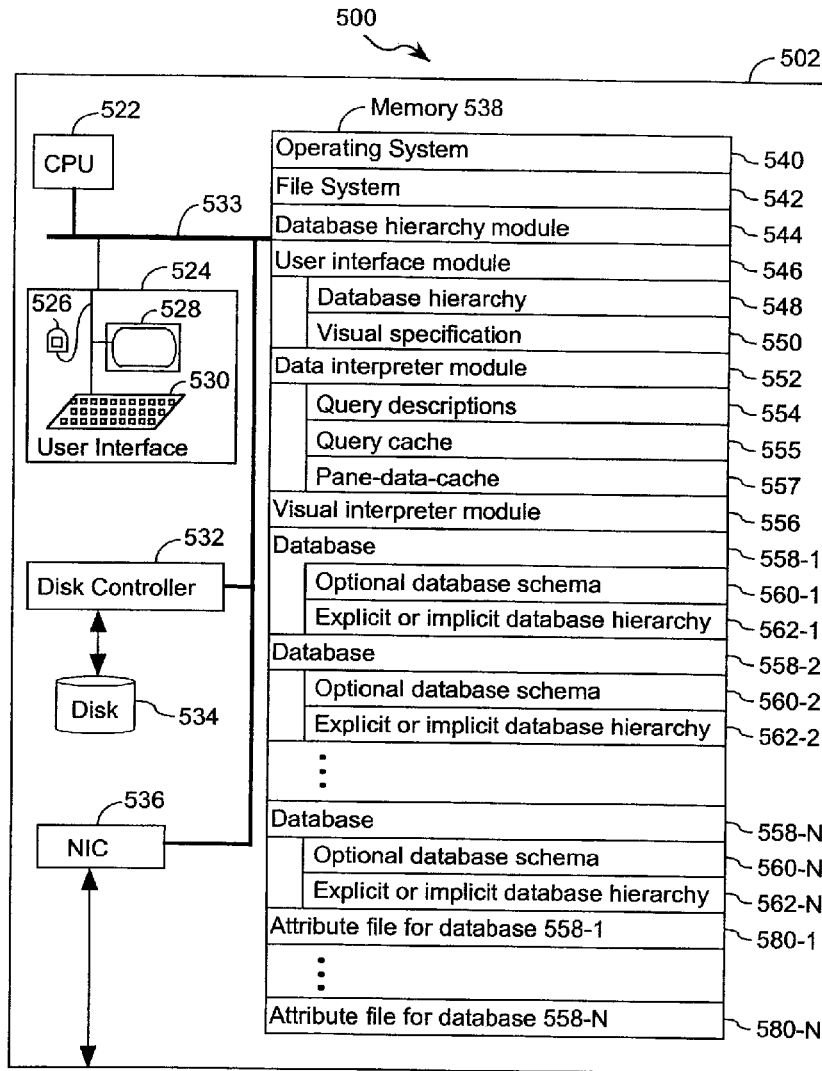 500
502
522
CPU
533
524
526
528
530
User Interface
532
Disk Controller
Disk
534
536
NIC
Memory 538
Operating System 540
File System 542
Database hierarchy module 544
User interface module 546
Database hierarchy 548
Visual specification 550
Data interpreter module 552
Query descriptions 554
Query cache 555
Pane-data-cache 557
Visual interpreter module 556
Database 558-1
Optional database schema 560-1
Explicit or implicit database hierarchy 562-1
Database 558-2
Optional database schema 560-2
Explicit or implicit database hierarchy 562-2
Database 558-N
Optional database schema 560-N
Explicit or implicit database hierarchy 562-N
Attribute file for database 558-1 580-1
Attribute file for database 558-N 580-N